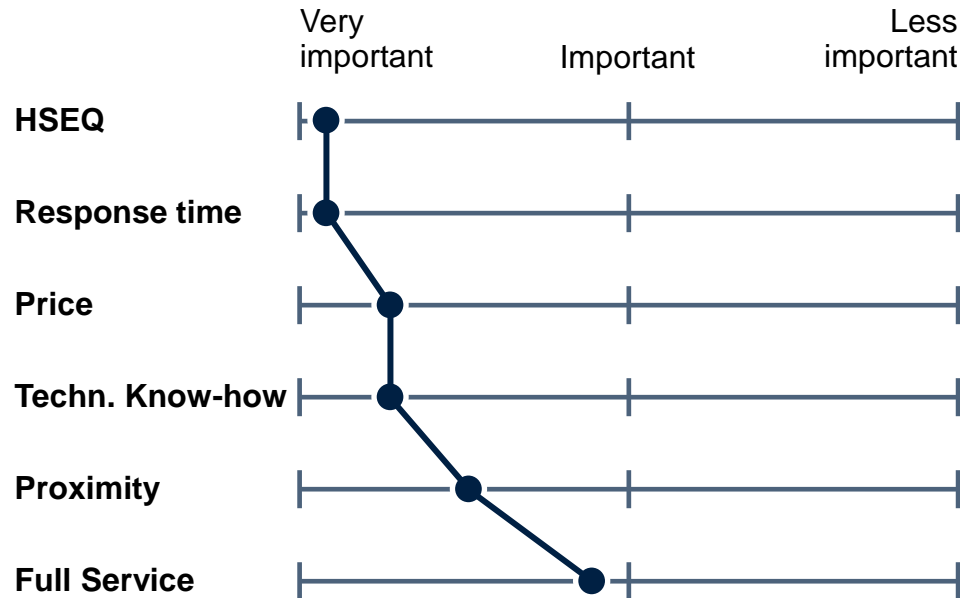 Very
important
Important
Less
important
HSEQ
Response time
Price
Techn. Know-how
Proximity
Full Service